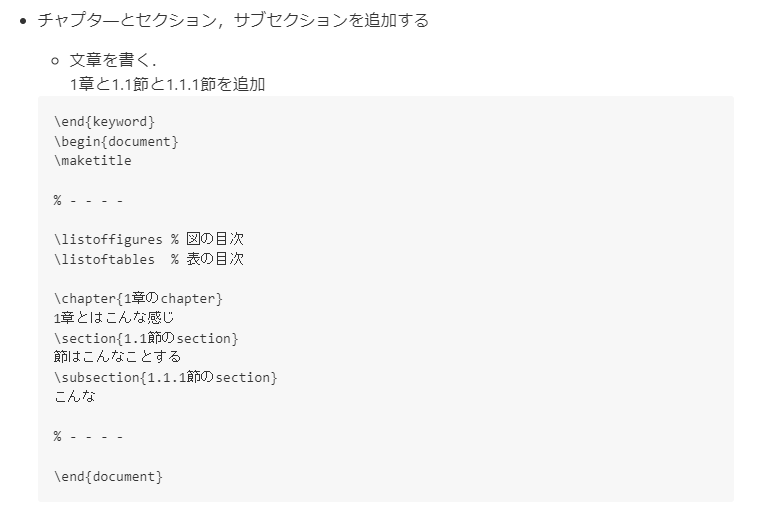 チャプタ―とセクション，サブセクションを追加する
文章を書く．
1章と1.1節と1.1.1節を追加
\end{keyword}
\begin{document}
\maketitle
% - - - -
\listoffigures % 図の目次
\listoftables  % 表の目次
\chapter{1章のchapter}
1章とはこんな感じ
\section{1.1節のsection}
節はこんなことする
\subsection{1.1.1節のsection}
こんな
% - - - -
\end{document}